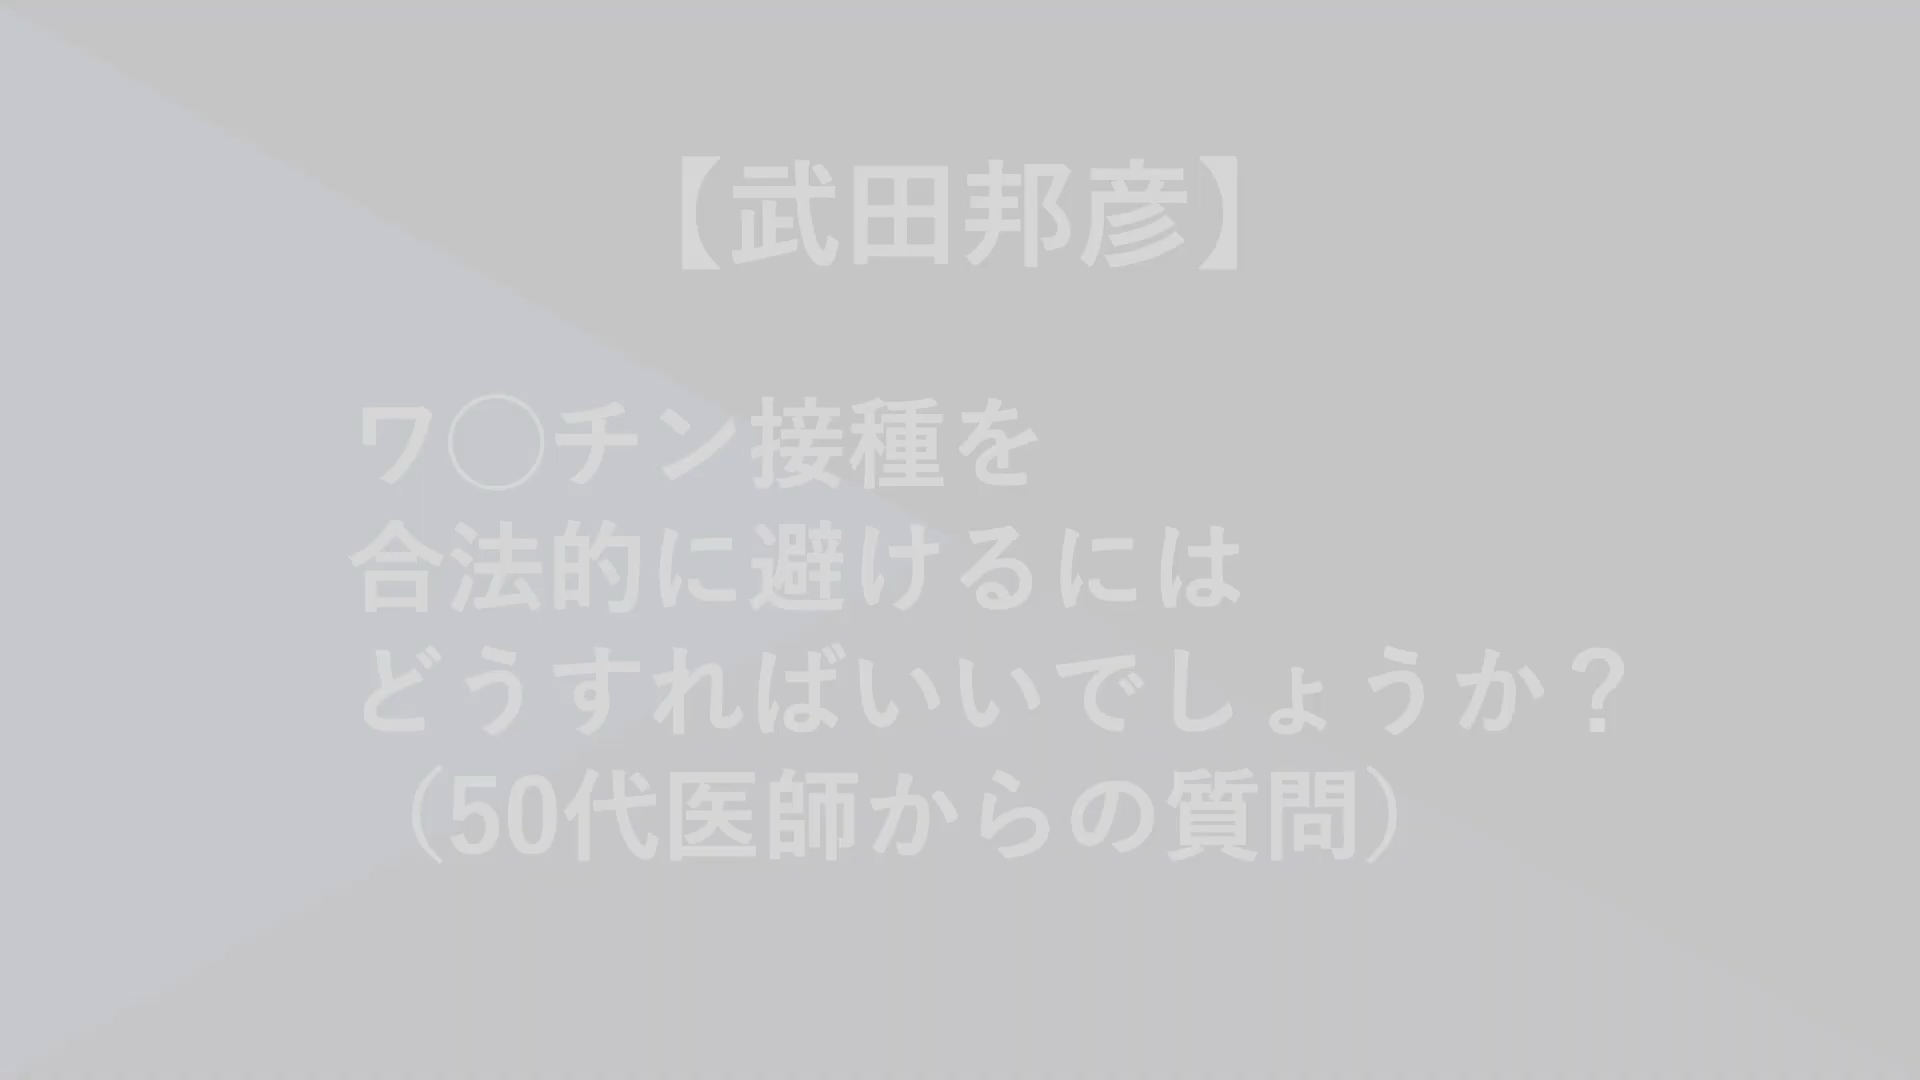 【武田邦彦】
ワ◯チン接種を
合法的に避けるには
どうすればいいでしょうか？
（50代医師からの質問）